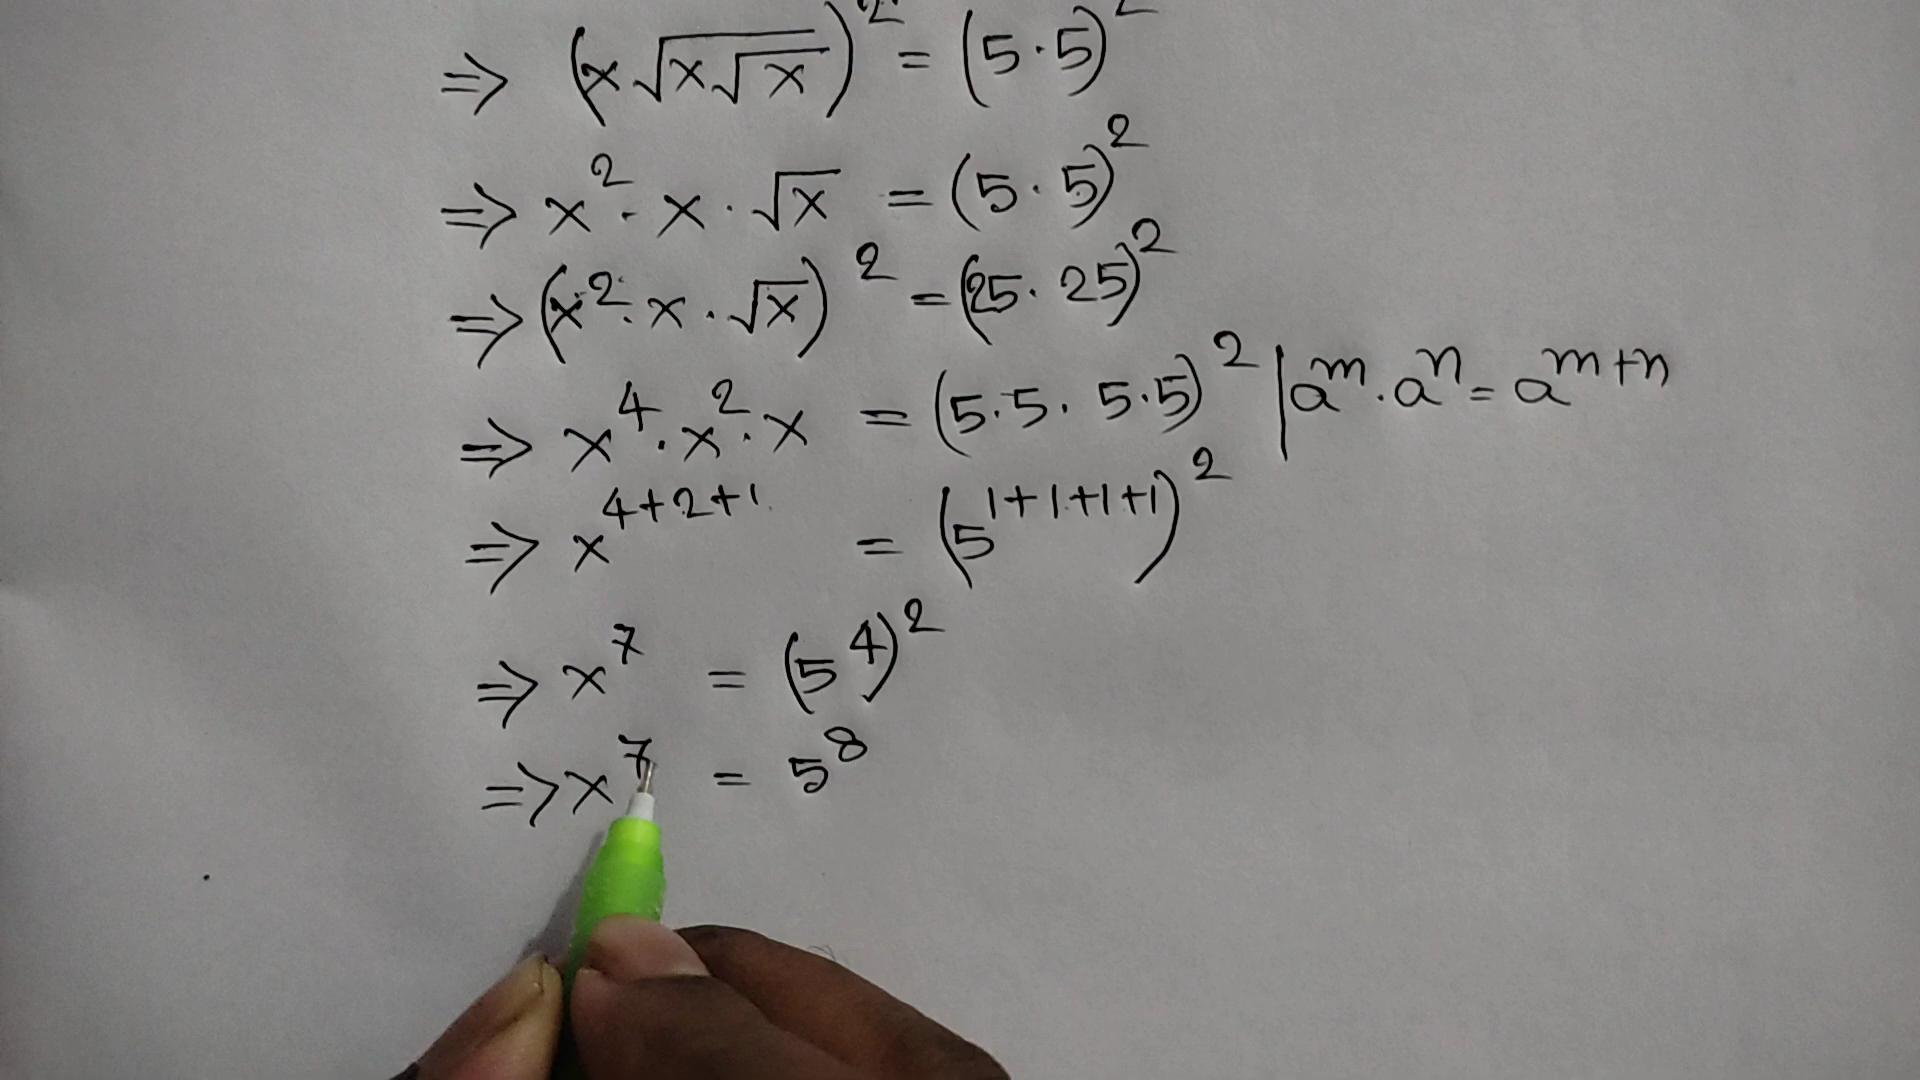 ⇒ (x√(x√x))² = (5·5)²
⇒ x²·x·√x = (5·5)²
⇒ (x²·x·√x)² = (25·25)²
⇒ x⁴·x²·x = (5·5·5·5)² | aᵐ·aⁿ = aᵐ⁺ⁿ
⇒ x⁴⁺²⁺¹ = (5¹⁺¹⁺¹⁺¹)²
⇒ x⁷ = (5⁴)²
⇒ x⁷ = 5⁸